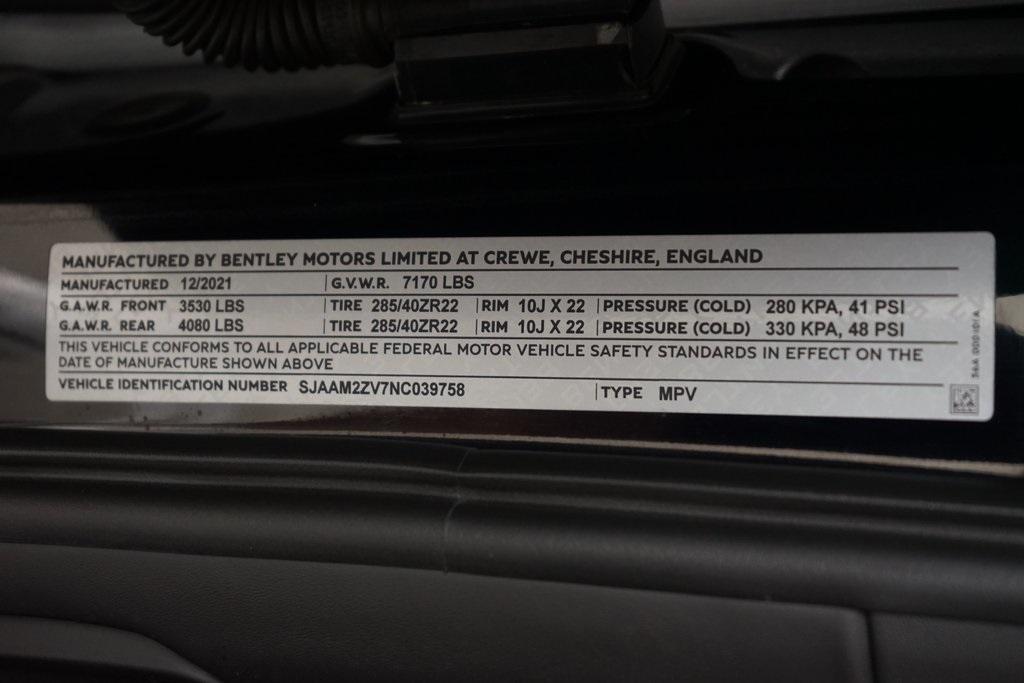 MANUFACTURED BY BENTLEY MOTORS LIMITED AT CREWE, CHESHIRE, ENGLAND
MANUFACTURED 12/2021 G.V.W.R. 7170 LBS
G.A.W.R. FRONT 3530 LBS TIRE 285/40ZR22 RIM 10J X 22 PRESSURE (COLD) 280 KPA, 41 PSI
G.A.W.R. REAR 4080 LBS TIRE 285/40ZR22 RIM 10J X 22 PRESSURE (COLD) 330 KPA, 48 PSI
THIS VEHICLE CONFORMS TO ALL APPLICABLE FEDERAL MOTOR VEHICLE SAFETY STANDARDS IN EFFECT ON THE
DATE OF MANUFACTURE SHOWN ABOVE
VEHICLE IDENTIFICATION NUMBER SJAAM2ZV7NC039758 TYPE MPV